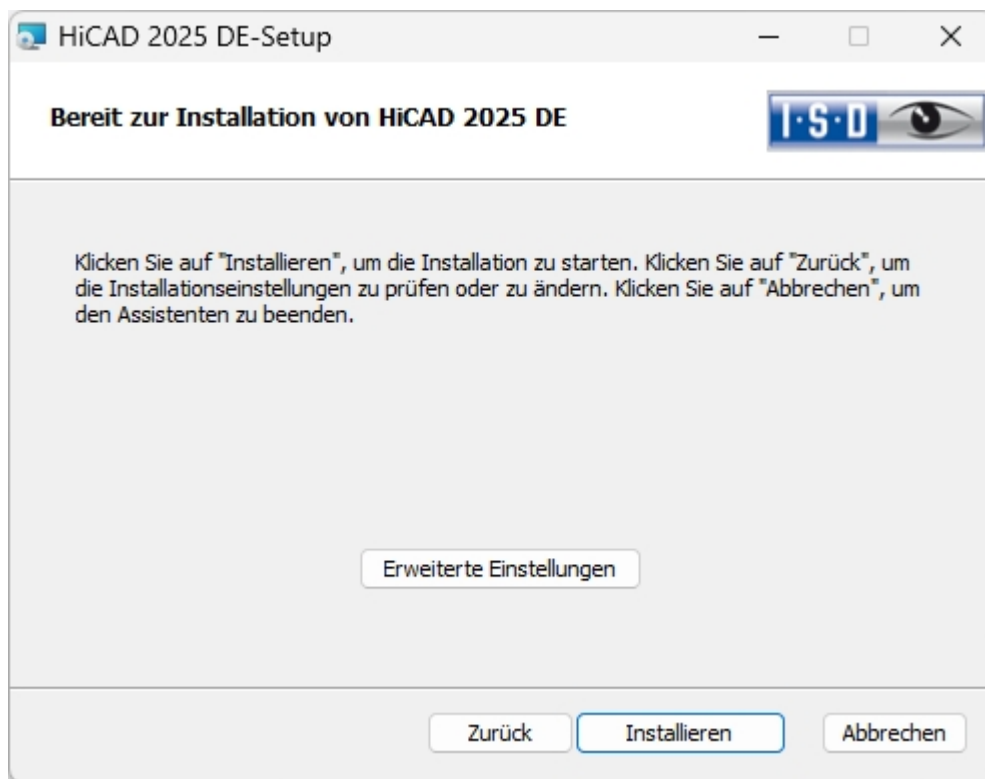 HiCAD 2025 DE-Setup
Bereit zur Installation von HiCAD 2025 DE
I·S·D
Klicken Sie auf "Installieren", um die Installation zu starten. Klicken Sie auf "Zurück", um
die Installationseinstellungen zu prüfen oder zu ändern. Klicken Sie auf "Abbrechen", um
den Assistenten zu beenden.
Erweiterte Einstellungen
Zurück
Installieren
Abbrechen